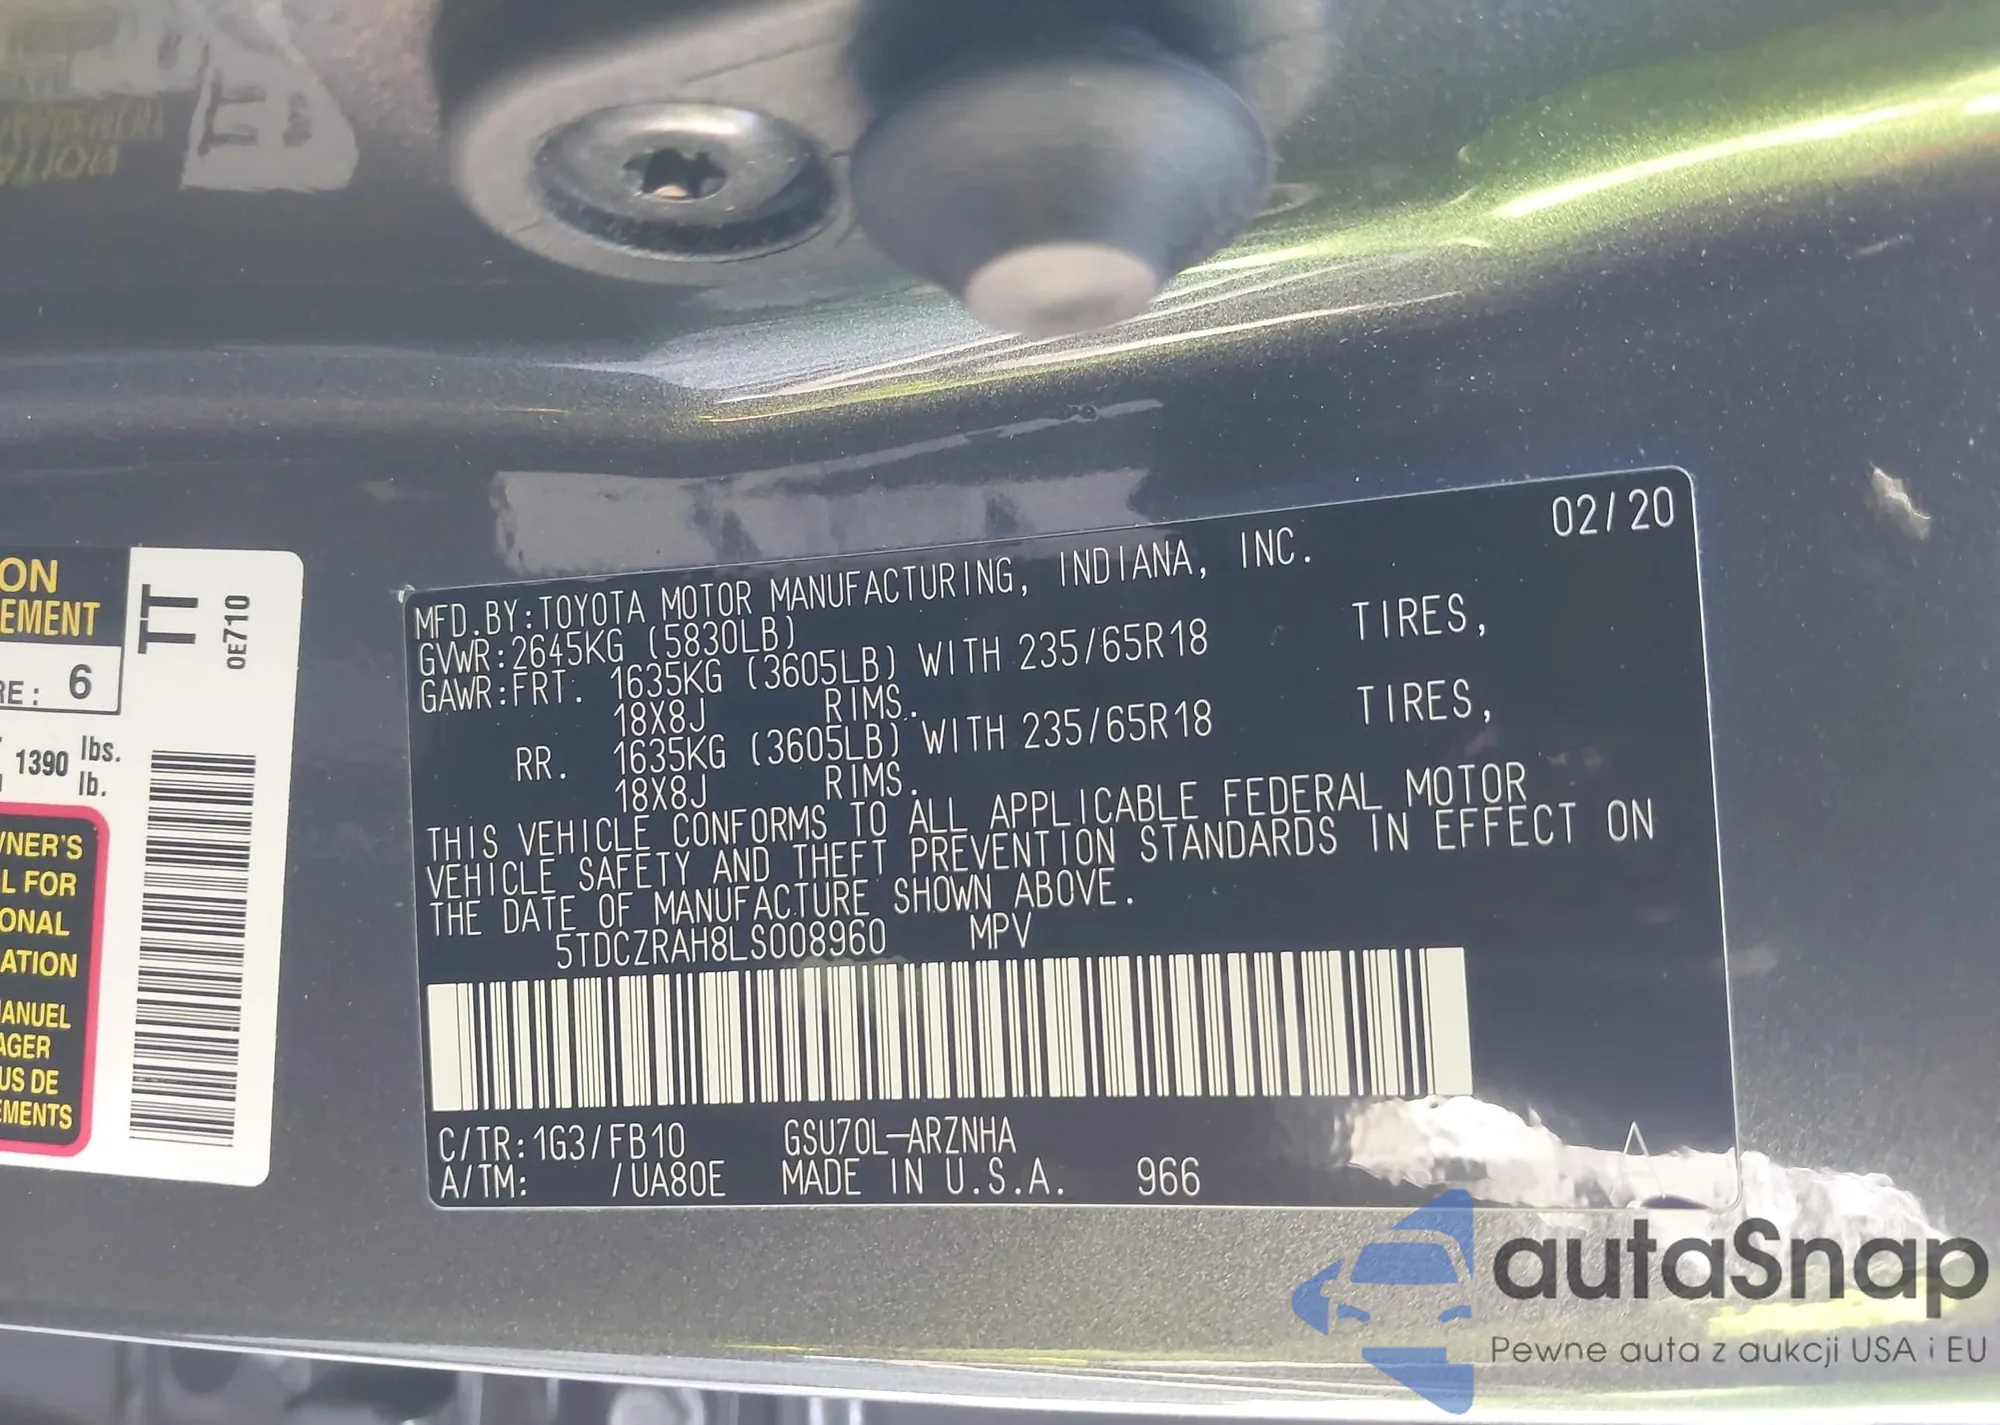 ON
EMENT
RE: 6
1390 lbs.
lb.
WNER'S
L FOR
ONAL
ATION
MANUEL
AGER
US DE
EMENTS
TT
0E710
02/20
MFD.BY:TOYOTA MOTOR MANUFACTURING, INDIANA, INC.
GVWR:2645KG (5830LB)
GAWR:FRT. 1635KG (3605LB) WITH 235/65R18 TIRES,
18X8J RIMS.
RR. 1635KG (3605LB) WITH 235/65R18 TIRES,
18X8J RIMS.
THIS VEHICLE CONFORMS TO ALL APPLICABLE FEDERAL MOTOR
VEHICLE SAFETY AND THEFT PREVENTION STANDARDS IN EFFECT ON
THE DATE OF MANUFACTURE SHOWN ABOVE.
5TDCZRAH8LS008960 MPV
C/TR:1G3/FB10 GSU70L-ARZNHA
A/TM: /UA80E MADE IN U.S.A. 966
autaSnap
Pewne auta z aukcji USA i EU